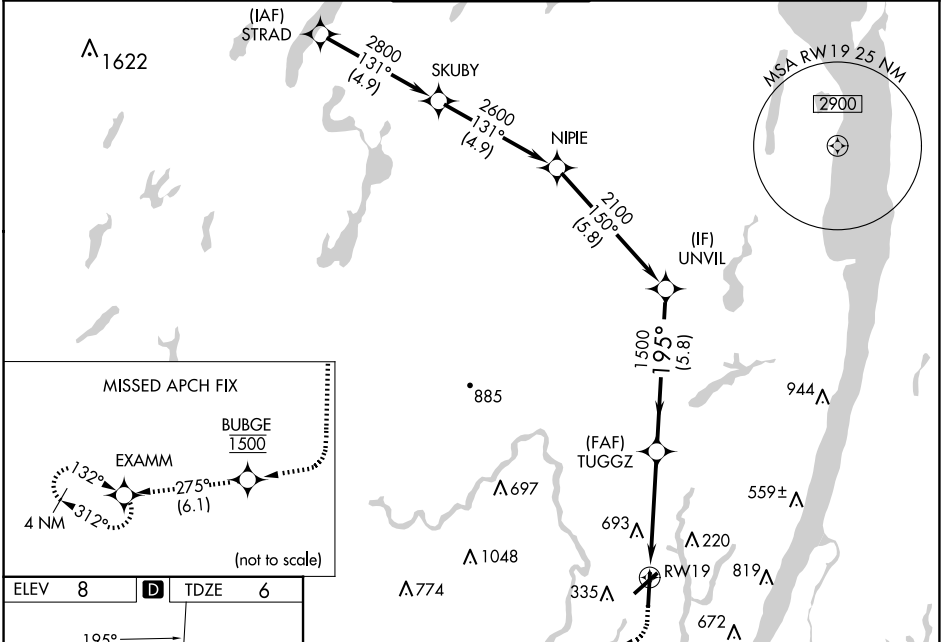 (IAF)
STRAD
1622
2800
131°
(4.9)
SKUBY
2600
131°
(4.9)
NIPIE
MSA RW19 25 NM
2900
2100
150°
(5.8)
(IF)
UNVIL
1500
195°
(5.8)
MISSED APCH FIX
BUBGE
1500
EXAMM
132°
275°
(6.1)
4 NM
312°
(not to scale)
885
944
(FAF)
TUGGZ
697
559±
693
220
1048
RW19
819
774
335
672
ELEV 8 D TDZE 6
195°